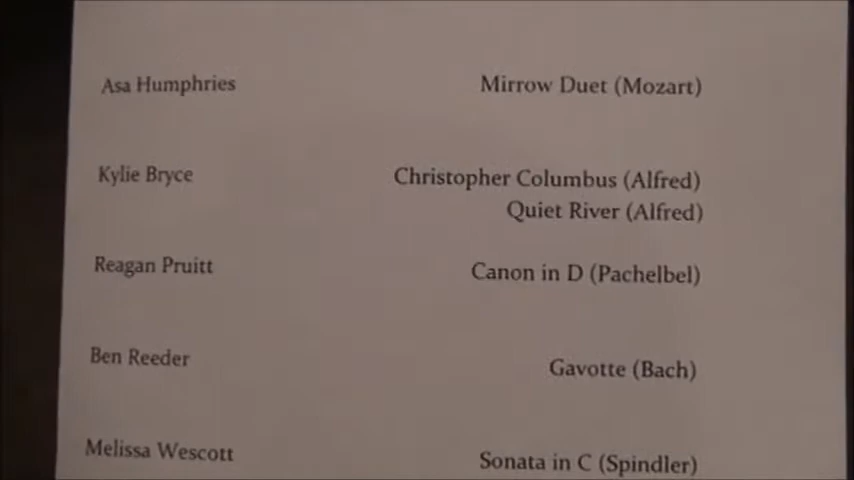 Asa Humphries Mirrow Duet (Mozart)
Kylie Bryce Christopher Columbus (Alfred)
Quiet River (Alfred)
Reagan Pruitt Canon in D (Pachelbel)
Ben Reeder Gavotte (Bach)
Melissa Wescott Sonata in C (Spindler)